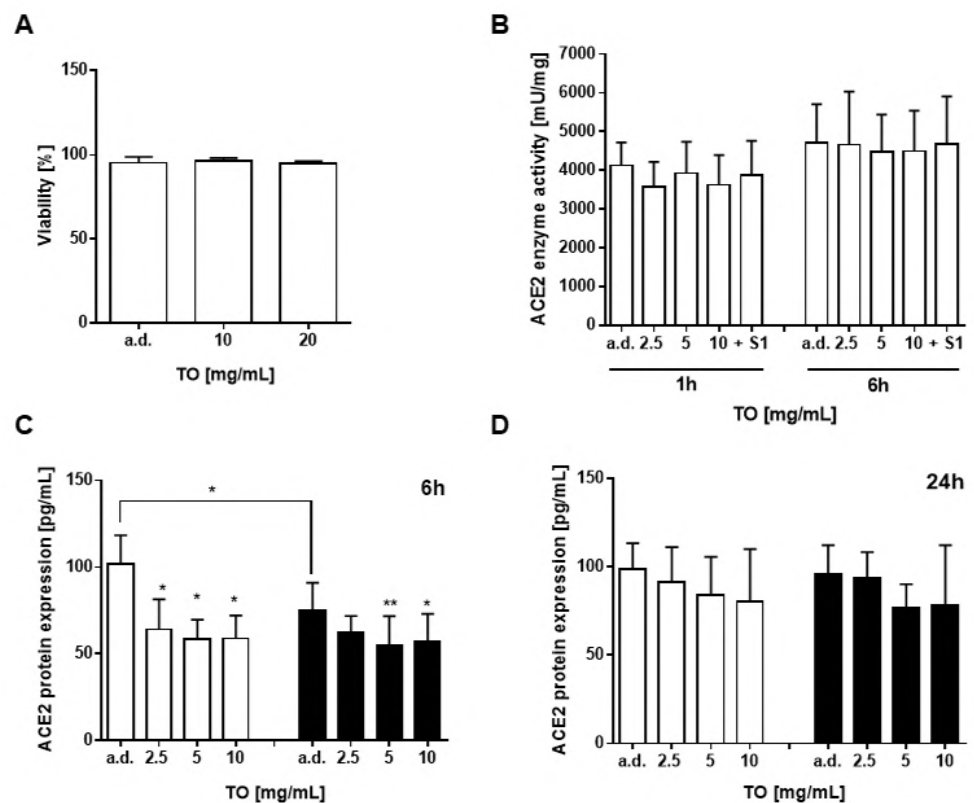 A
Viability [%]
150
100
50
0
a.d. 10 20
TO [mg/mL]
B
ACE2 enzyme activity [mU/mg]
7000
6000
5000
4000
3000
2000
1000
0
a.d. 2.5 5 10 + S1 a.d. 2.5 5 10 + S1
1h 6h
TO [mg/mL]
C
ACE2 protein expression [pg/mL]
6h
150
100
50
0
*
* * * ** *
a.d. 2.5 5 10 a.d. 2.5 5 10
TO [mg/mL]
D
ACE2 protein expression [pg/mL]
24h
150
100
50
0
a.d. 2.5 5 10 a.d. 2.5 5 10
TO [mg/mL]